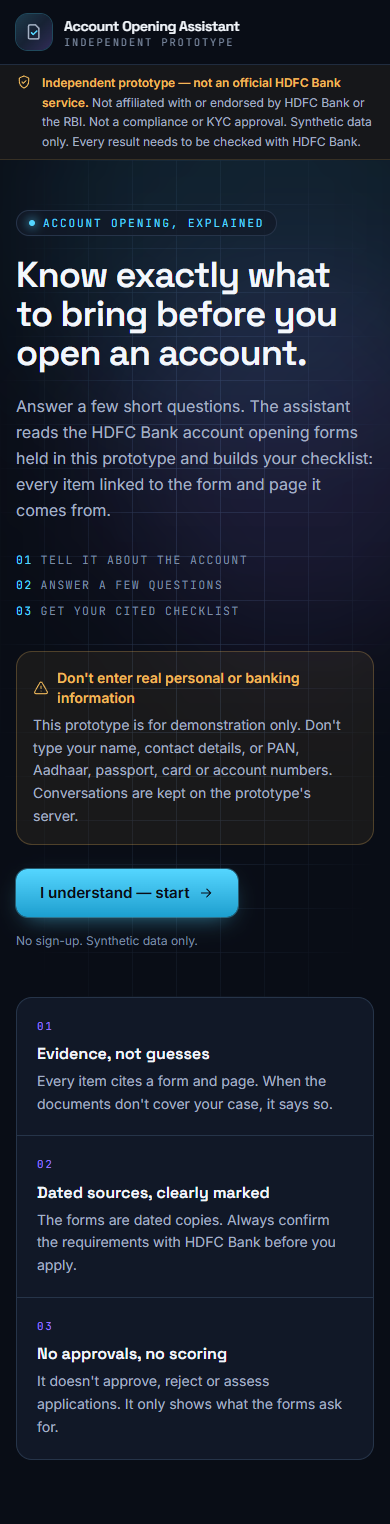 Account Opening Assistant
INDEPENDENT PROTOTYPE
Independent prototype — not an official HDFC Bank
service. Not affiliated with or endorsed by HDFC Bank or
the RBI. Not a compliance or KYC approval. Synthetic data
only. Every result needs to be checked with HDFC Bank.
ACCOUNT OPENING, EXPLAINED
Know exactly what
to bring before you
open an account.
Answer a few short questions. The assistant
reads the HDFC Bank account opening forms
held in this prototype and builds your checklist:
every item linked to the form and page it
comes from.
01 TELL IT ABOUT THE ACCOUNT
02 ANSWER A FEW QUESTIONS
03 GET YOUR CITED CHECKLIST
Don't enter real personal or banking
information
This prototype is for demonstration only. Don't
type your name, contact details, or PAN,
Aadhaar, passport, card or account numbers.
Conversations are kept on the prototype's
server.
I understand — start →
No sign-up. Synthetic data only.
01
Evidence, not guesses
Every item cites a form and page. When the
documents don't cover your case, it says so.
02
Dated sources, clearly marked
The forms are dated copies. Always confirm
the requirements with HDFC Bank before you
apply.
03
No approvals, no scoring
It doesn't approve, reject or assess
applications. It only shows what the forms ask
for.